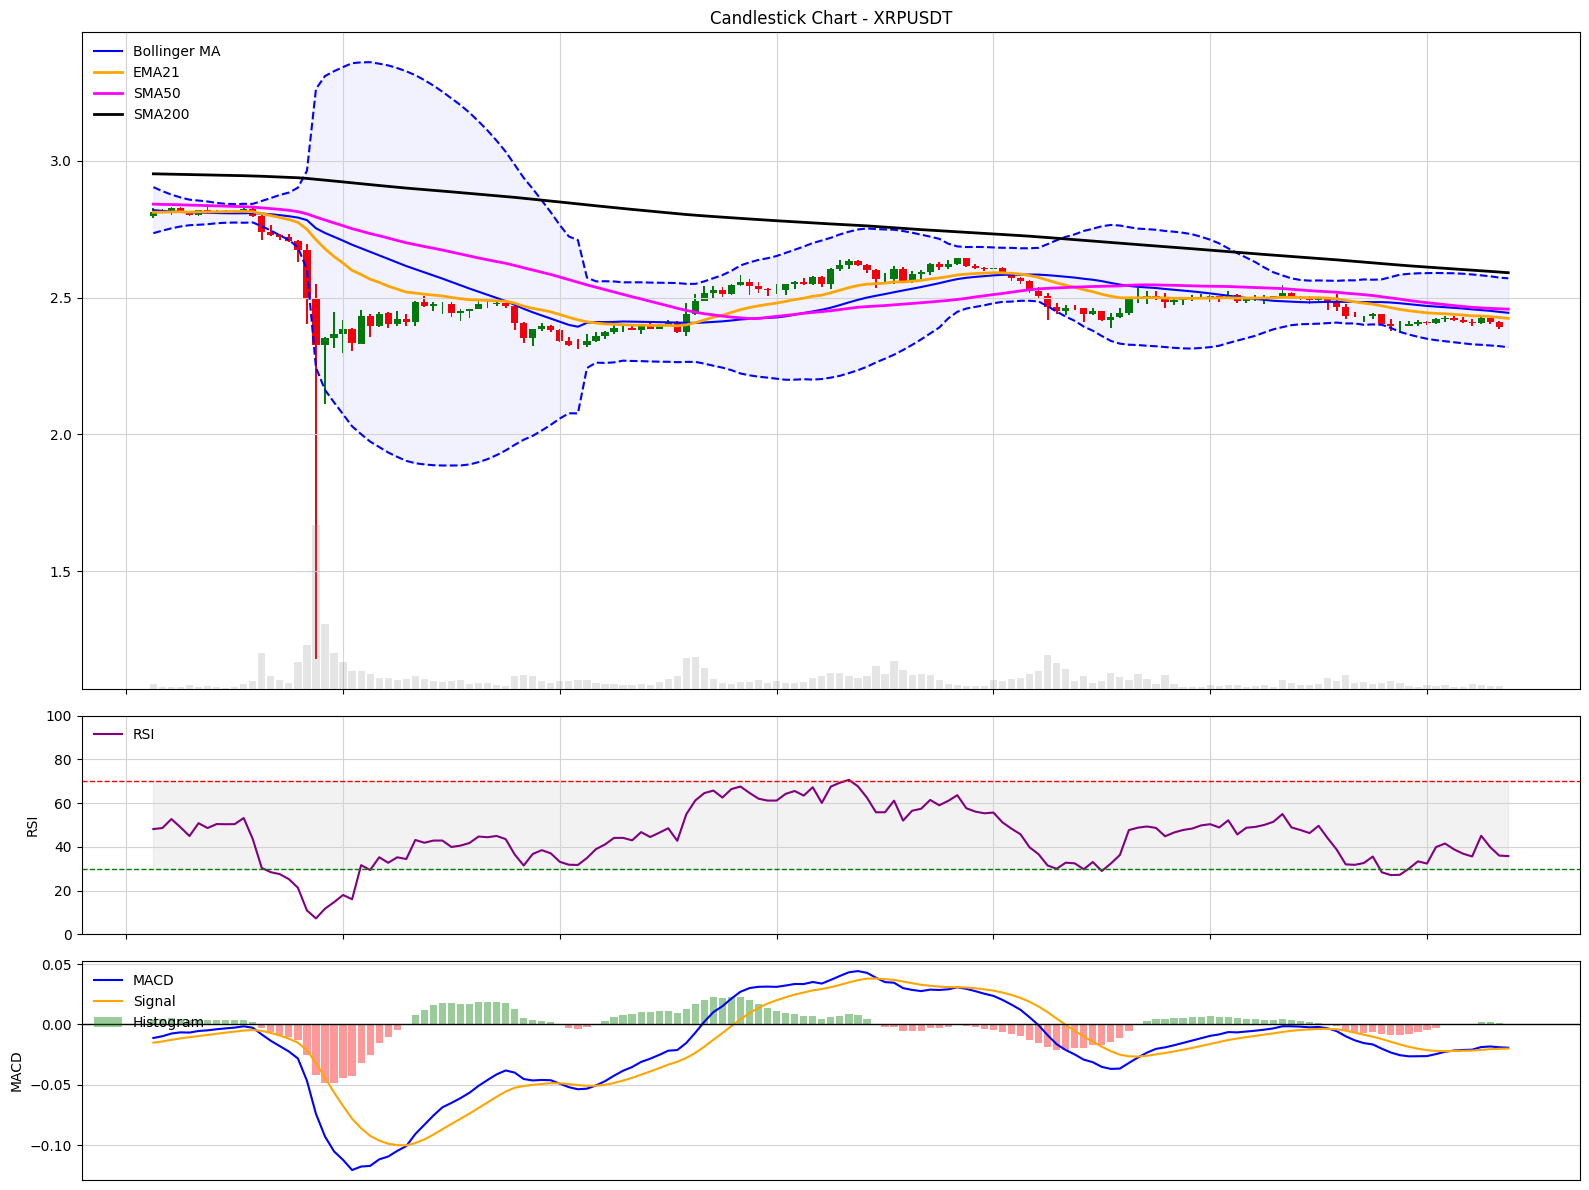 Candlestick Chart - XRPUSDT
Bollinger MA
EMA21
SMA50
SMA200
3.0
2.5
2.0
1.5
RSI
100
80
60
40
20
0
RSI
MACD
Signal
Histogram
0.05
0.00
−0.05
−0.10
MACD